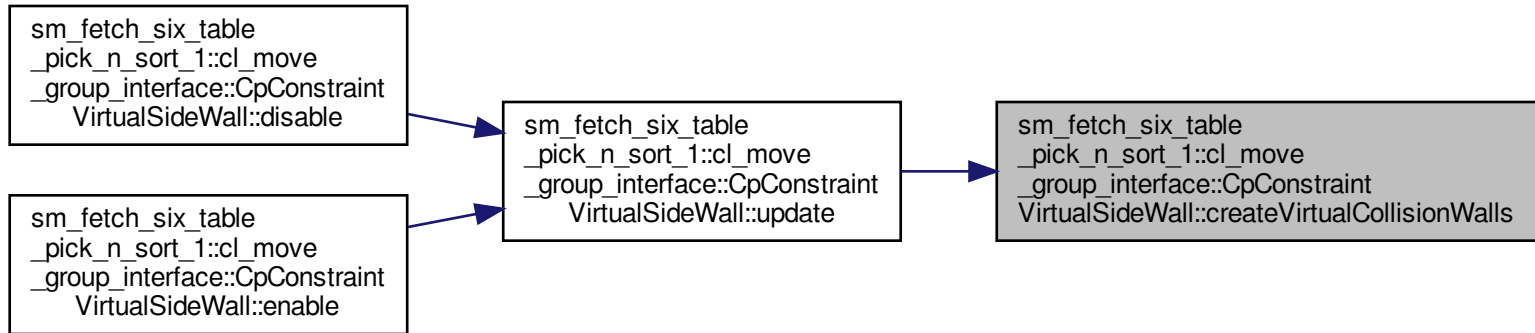 sm_fetch_six_table
_pick_n_sort_1::cl_move
_group_interface::CpConstraint
VirtualSideWall::disable
sm_fetch_six_table
_pick_n_sort_1::cl_move
_group_interface::CpConstraint
VirtualSideWall::enable
sm_fetch_six_table
_pick_n_sort_1::cl_move
_group_interface::CpConstraint
VirtualSideWall::update
sm_fetch_six_table
_pick_n_sort_1::cl_move
_group_interface::CpConstraint
VirtualSideWall::createVirtualCollisionWalls